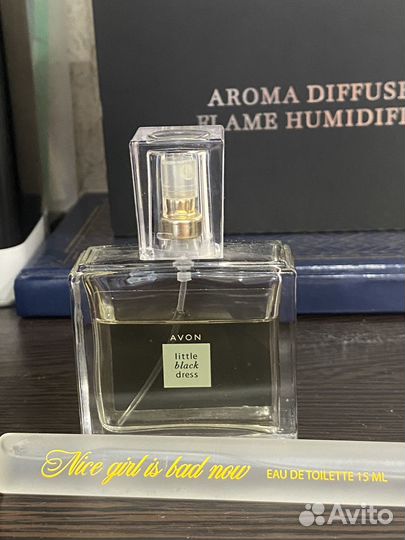 AROMA DIFFUSE
FLAME HUMIDIFI
AVON
little
black
dress
Nice girl is bad now EAU DE TOILETTE 15 ML
Avito